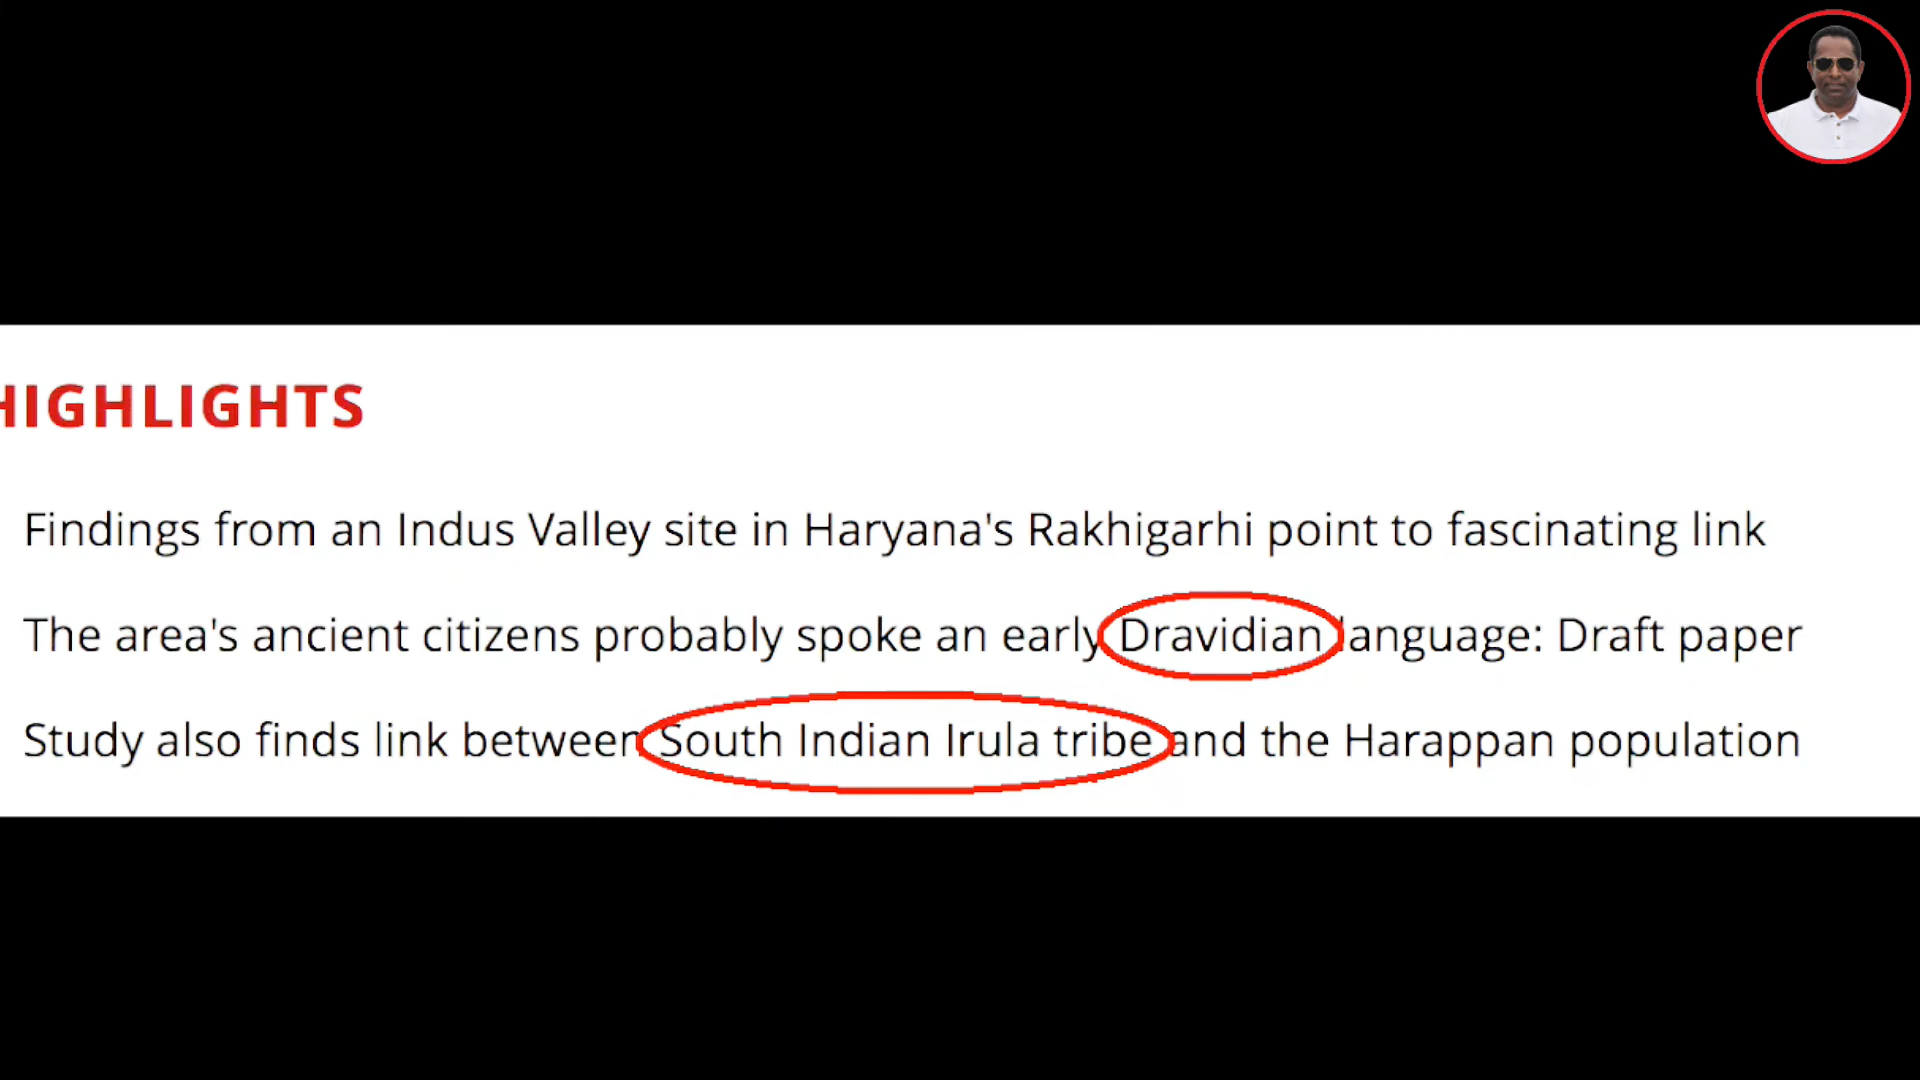 HIGHLIGHTS
Findings from an Indus Valley site in Haryana's Rakhigarhi point to fascinating link
The area's ancient citizens probably spoke an early Dravidian language: Draft paper
Study also finds link between South Indian Irula tribe and the Harappan population